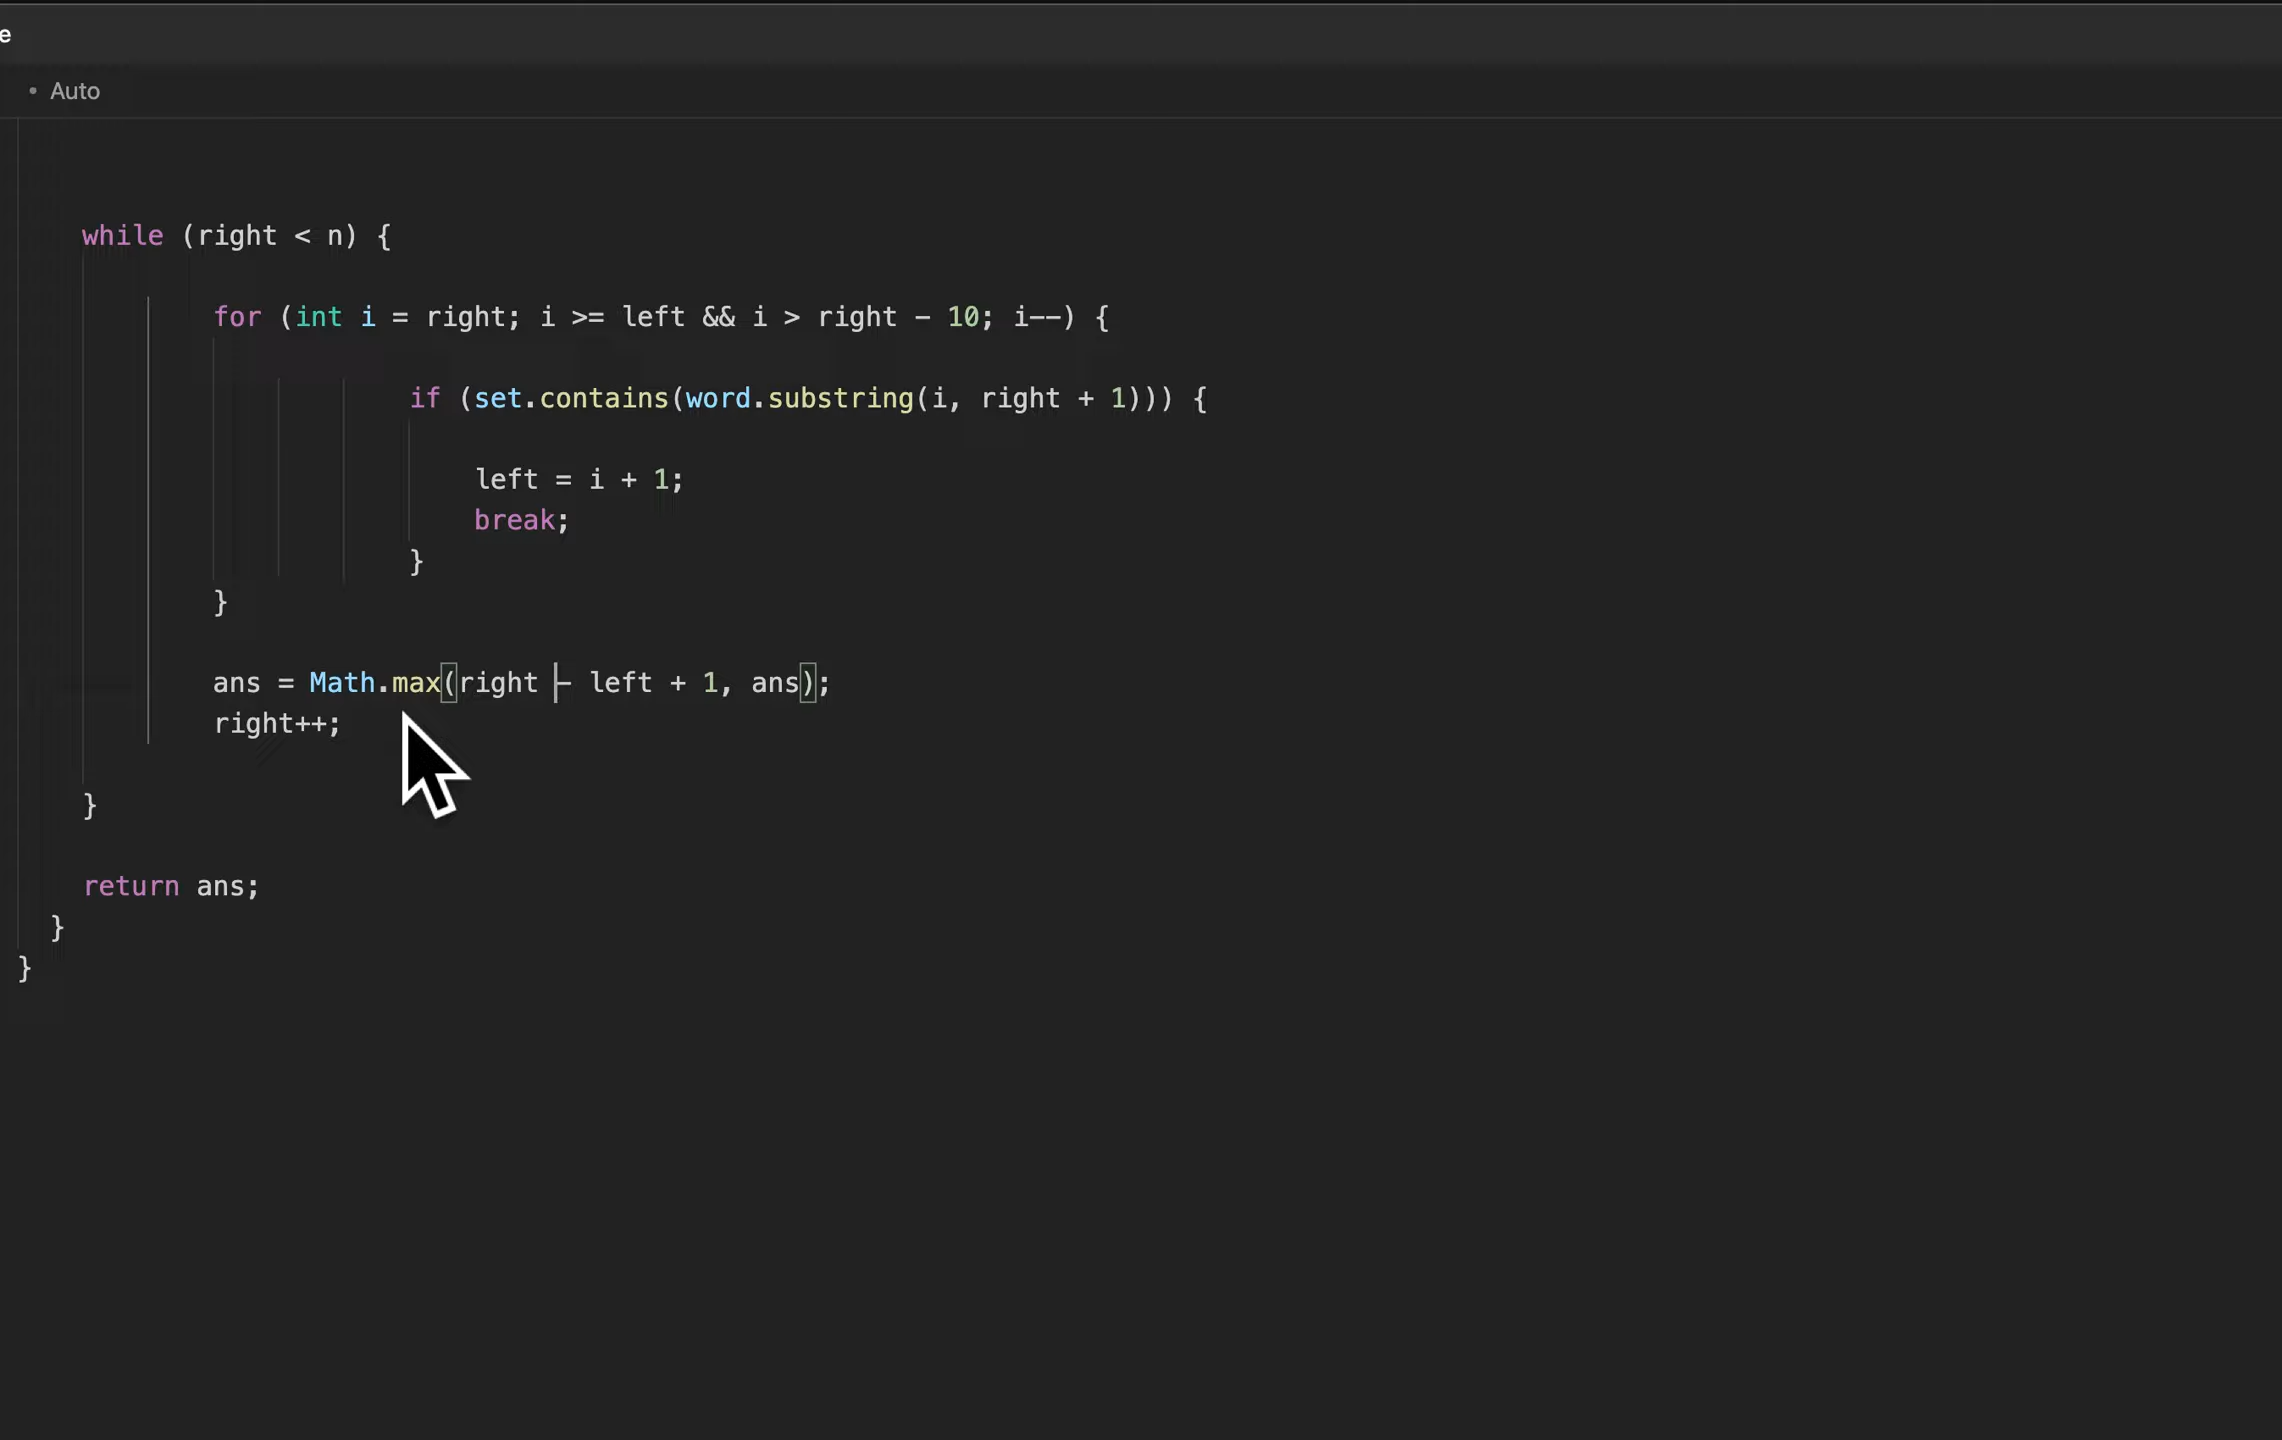 e
• Auto
while (right < n) {
for (int i = right; i >= left && i > right - 10; i--) {
if (set.contains(word.substring(i, right + 1))) {
left = i + 1;
break;
}
}
ans = Math.max(right - left + 1, ans);
right++;
}
return ans;
}
}